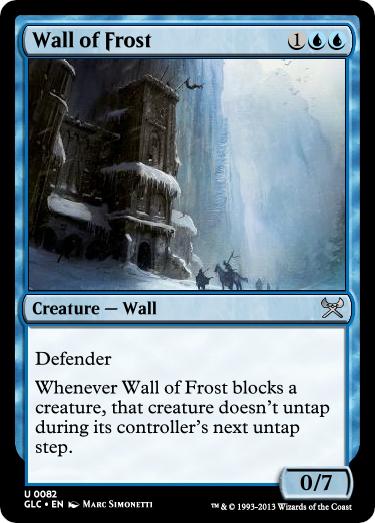 Wall of Frost 1
Creature — Wall
Defender
Whenever Wall of Frost blocks a
creature, that creature doesn't untap
during its controller's next untap
step.
0/7
U 0082
GLC • EN Marc Simonetti
™ & © 1993-2013 Wizards of the Coast